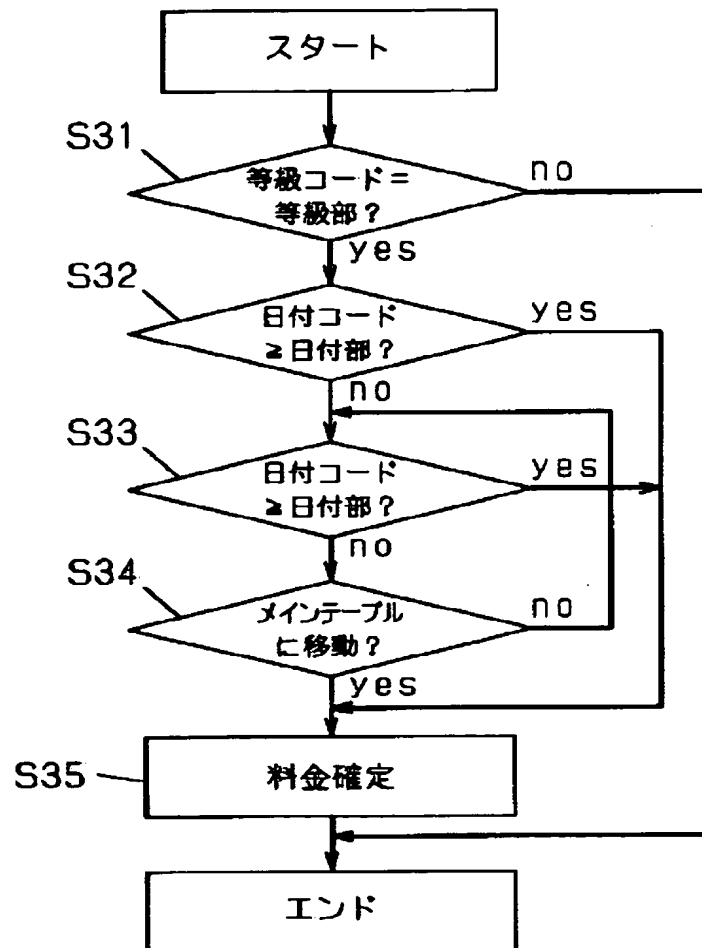 スタート
S31
等級コード＝
等級部？
no
yes
S32
日付コード
≧日付部？
yes
no
S33
日付コード
≧日付部？
yes
no
S34
メインテーブル
に移動？
no
yes
S35
料金確定
エンド